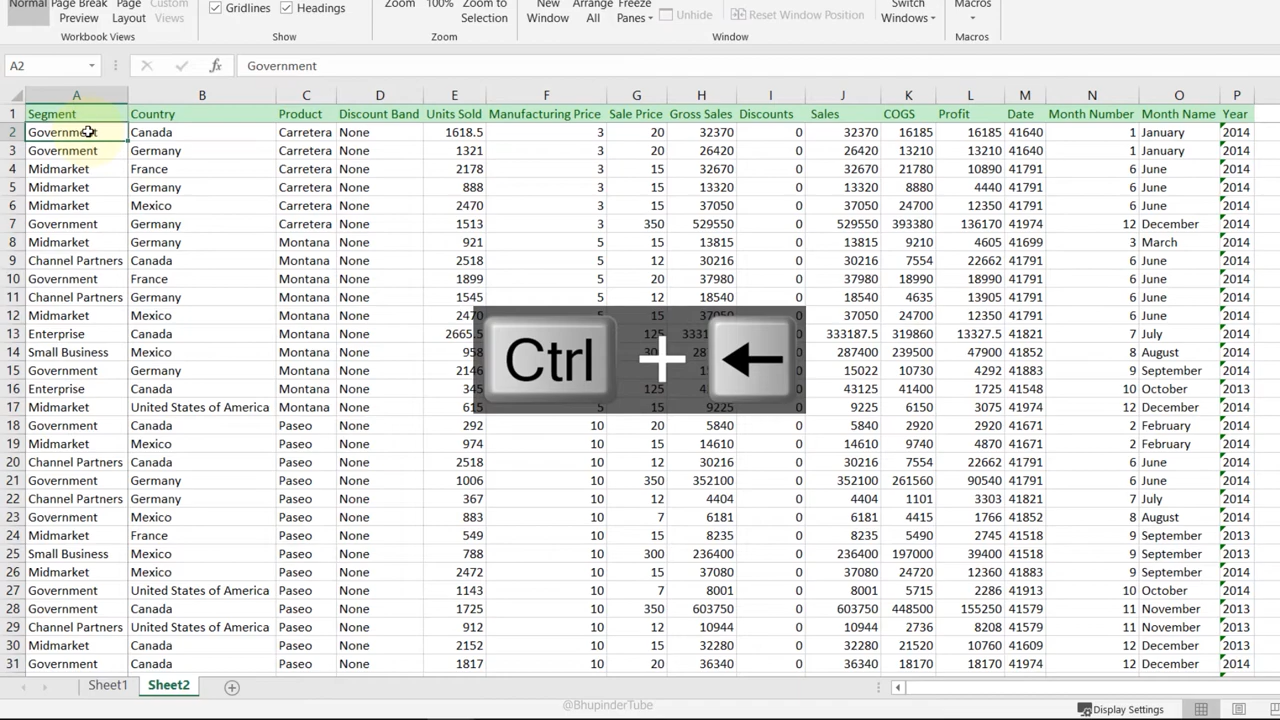 Normal Page Break Page Custom Gridlines Headings Zoom 100% Zoom to New Arrange Freeze Unhide Reset Window Position Switch Macros
Preview Layout Views Selection Window All Panes Windows
Workbook Views Show Zoom Window Macros
A2 fx Government
A B C D E F G H I J K L M N O P
1 Segment Country Product Discount Band Units Sold Manufacturing Price Sale Price Gross Sales Discounts Sales COGS Profit Date Month Number Month Name Year
2 Government Canada Carretera None 1618.5 3 20 32370 0 32370 16185 16185 41640 1 January 2014
3 Government Germany Carretera None 1321 3 20 26420 0 26420 13210 13210 41640 1 January 2014
4 Midmarket France Carretera None 2178 3 15 32670 0 32670 21780 10890 41791 6 June 2014
5 Midmarket Germany Carretera None 888 3 15 13320 0 13320 8880 4440 41791 6 June 2014
6 Midmarket Mexico Carretera None 2470 3 15 37050 0 37050 24700 12350 41791 6 June 2014
7 Government Germany Carretera None 1513 3 350 529550 0 529550 393380 136170 41974 12 December 2014
8 Midmarket Germany Montana None 921 5 15 13815 0 13815 9210 4605 41699 3 March 2014
9 Channel Partners Canada Montana None 2518 5 12 30216 0 30216 7554 22662 41791 6 June 2014
10 Government France Montana None 1899 5 20 37980 0 37980 18990 18990 41791 6 June 2014
11 Channel Partners Germany Montana None 1545 5 12 18540 0 18540 4635 13905 41791 6 June 2014
12 Midmarket Mexico Montana None 2470 5 15 37050 0 37050 24700 12350 41791 6 June 2014
13 Enterprise Canada Montana None 2665.5 125 0 333187.5 319860 13327.5 41821 7 July 2014
14 Small Business Mexico Montana None 958 0 287400 239500 47900 41852 8 August 2014
15 Government Germany Montana None 2146 0 15022 10730 4292 41883 9 September 2014
16 Enterprise Canada Montana None 345 125 0 43125 41400 1725 41548 10 October 2013
17 Midmarket United States of America Montana None 615 5 15 9225 0 9225 6150 3075 41974 12 December 2014
18 Government Canada Paseo None 292 10 20 5840 0 5840 2920 2920 41671 2 February 2014
19 Midmarket Mexico Paseo None 974 10 15 14610 0 14610 9740 4870 41671 2 February 2014
20 Channel Partners Canada Paseo None 2518 10 12 30216 0 30216 7554 22662 41791 6 June 2014
21 Government Germany Paseo None 1006 10 350 352100 0 352100 261560 90540 41791 6 June 2014
22 Channel Partners Germany Paseo None 367 10 12 4404 0 4404 1101 3303 41821 7 July 2014
23 Government Mexico Paseo None 883 10 7 6181 0 6181 4415 1766 41852 8 August 2014
24 Midmarket France Paseo None 549 10 15 8235 0 8235 5490 2745 41518 9 September 2013
25 Small Business Mexico Paseo None 788 10 300 236400 0 236400 197000 39400 41518 9 September 2013
26 Midmarket Mexico Paseo None 2472 10 15 37080 0 37080 24720 12360 41883 9 September 2014
27 Government United States of America Paseo None 1143 10 7 8001 0 8001 5715 2286 41913 10 October 2014
28 Government Canada Paseo None 1725 10 350 603750 0 603750 448500 155250 41579 11 November 2013
29 Channel Partners United States of America Paseo None 912 10 12 10944 0 10944 2736 8208 41579 11 November 2013
30 Midmarket Canada Paseo None 2152 10 15 32280 0 32280 21520 10760 41609 12 December 2013
31 Government Canada Paseo None 1817 10 20 36340 0 36340 18170 18170 41974 12 December 2014
Ctrl + ←
Sheet1 Sheet2
@BhupinderTube
Display Settings